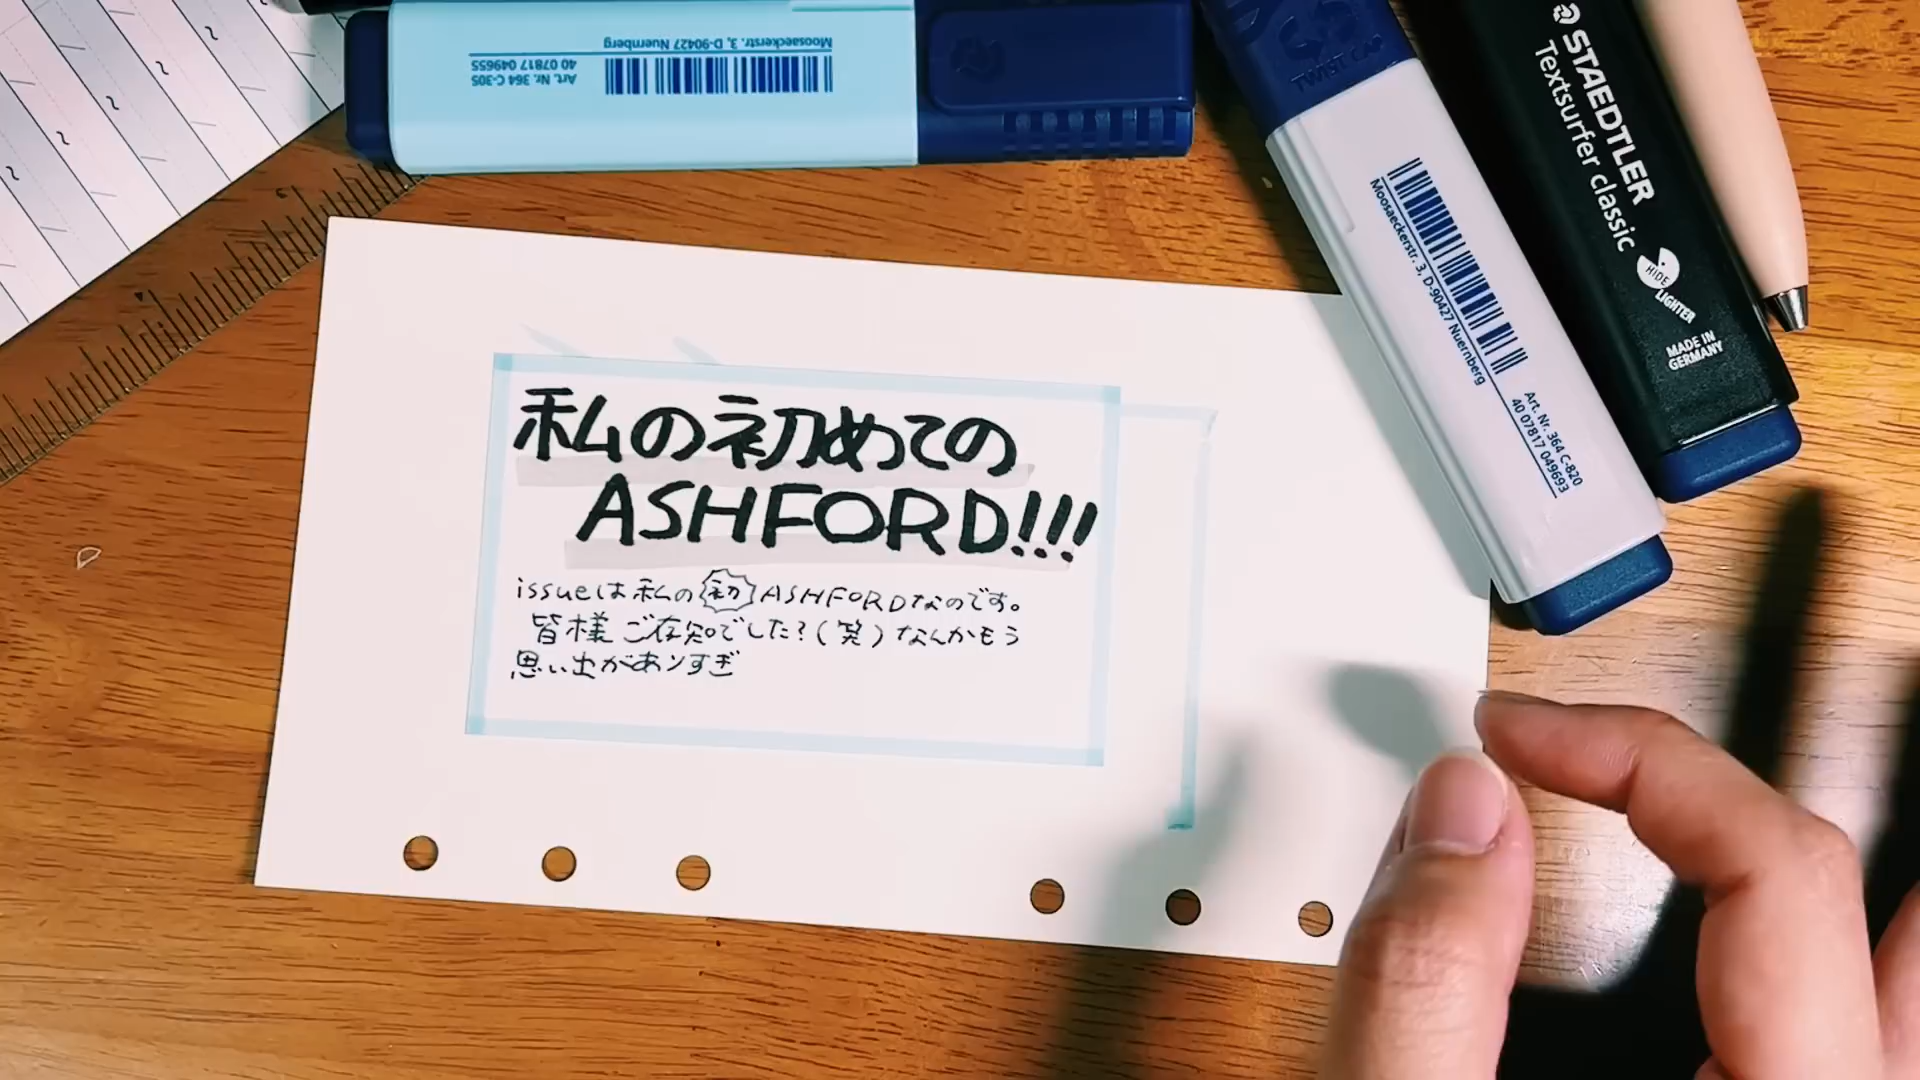 Moosaeckerstr. 3, D-90427 Nuernberg
Art. Nr. 364 C-305
40 07817 049655
TWIST CAP
Moosaeckerstr. 3, D-90427 Nuernberg
Art. Nr. 364 C-820
40 07817 049693
STAEDTLER
Textsurfer classic
HIDE
LIGHTER
MADE IN
GERMANY
私の初めての
ASHFORD!!!
issueは私の初ASHFORDなのです。
皆様ご存知でした?(笑)なんかもう
思い出がありすぎ